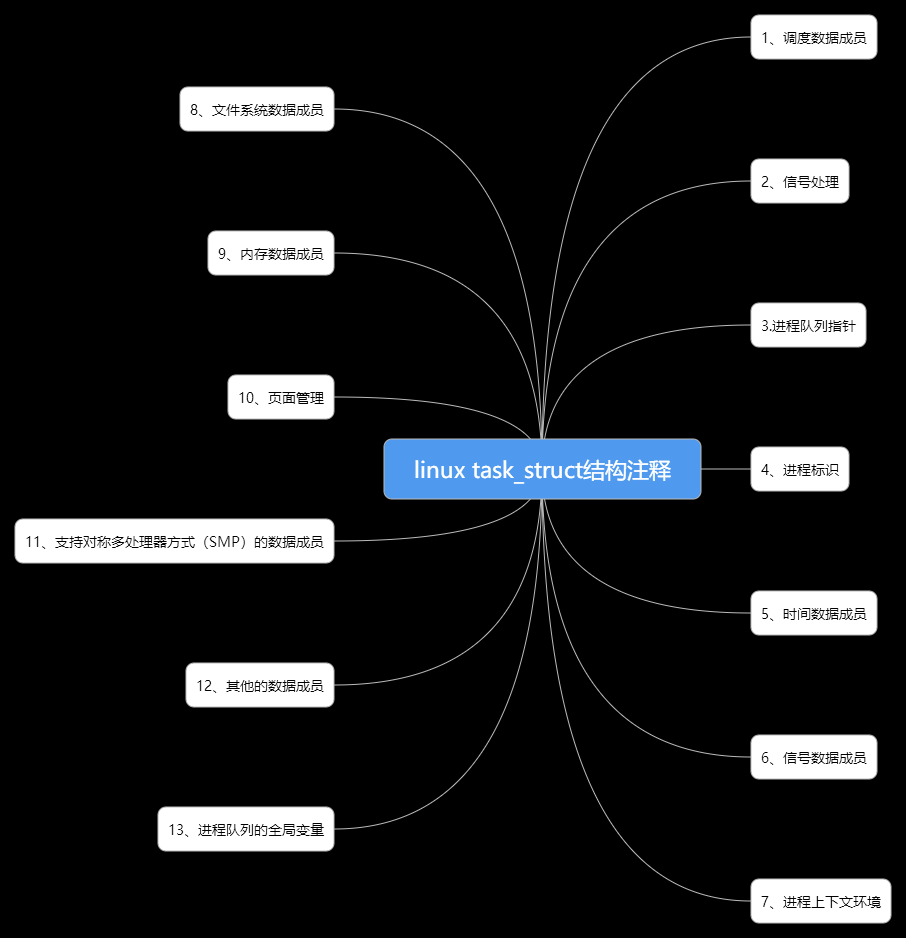 linux task_struct结构注释
1、调度数据成员
2、信号处理
3.进程队列指针
4、进程标识
5、时间数据成员
6、信号数据成员
7、进程上下文环境
8、文件系统数据成员
9、内存数据成员
10、页面管理
11、支持对称多处理器方式（SMP）的数据成员
12、其他的数据成员
13、进程队列的全局变量